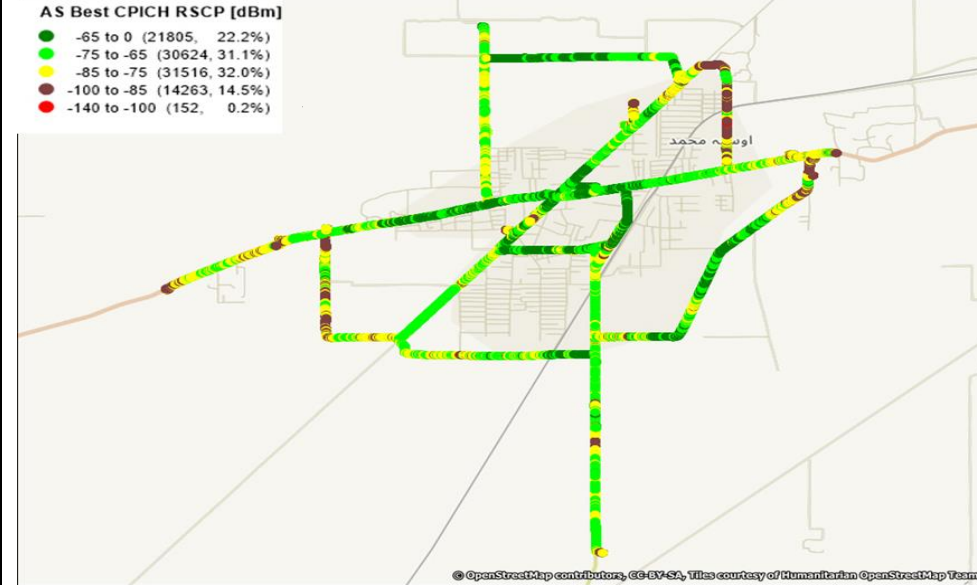 AS Best CPICH RSCP [dBm]
-65 to 0 (21805, 22.2%)
-75 to -65 (30624, 31.1%)
-85 to -75 (31516, 32.0%)
-100 to -85 (14263, 14.5%)
-140 to -100 (152, 0.2%)
محمد
© OpenStreetMap contributors, CC-BY-SA, Tiles courtesy of Humanitarian OpenStreetMap Team